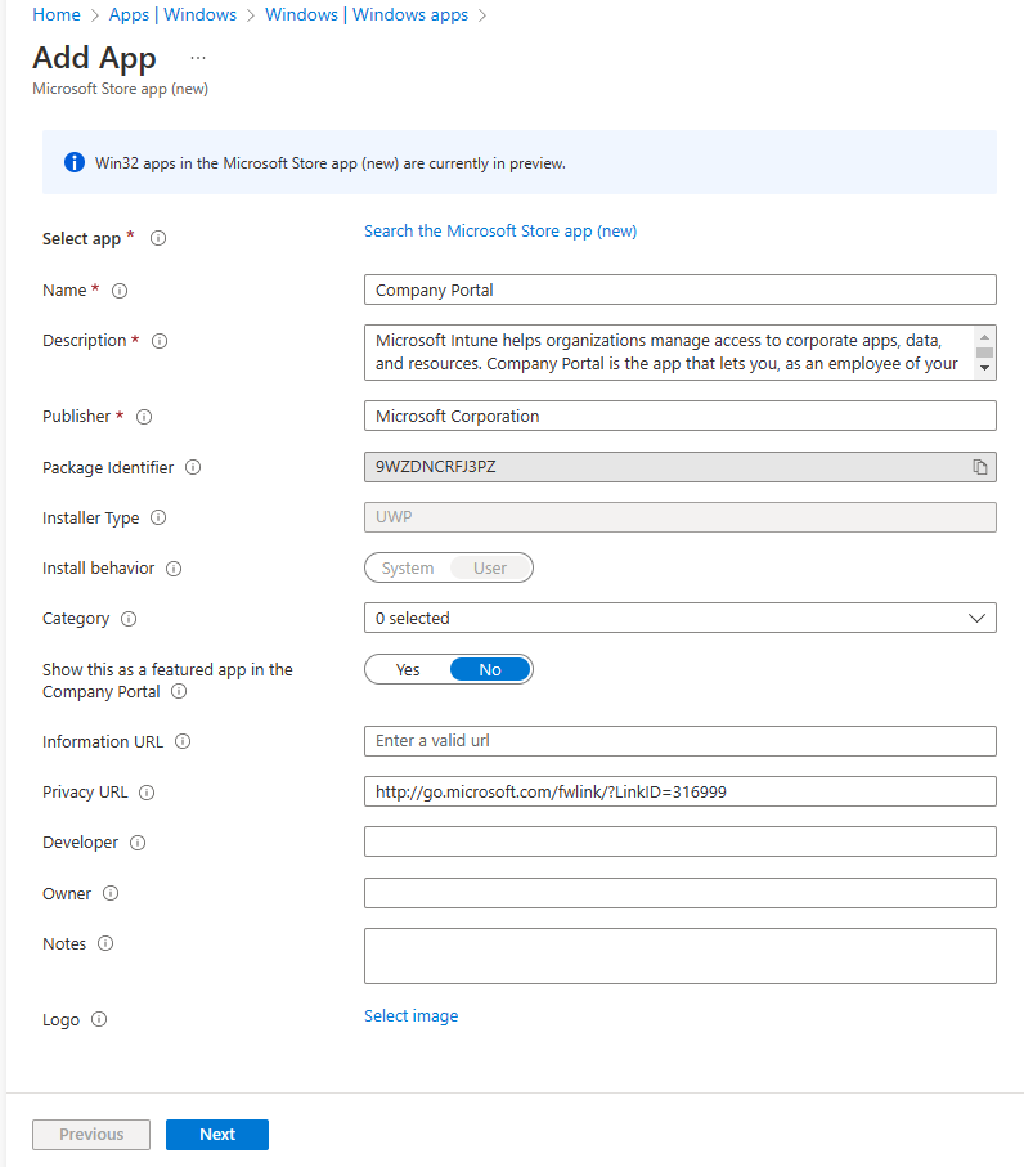 Home > Apps | Windows > Windows | Windows apps >
Add App ...
Microsoft Store app (new)
Win32 apps in the Microsoft Store app (new) are currently in preview.
Select app * Search the Microsoft Store app (new)
Name * Company Portal
Description * Microsoft Intune helps organizations manage access to corporate apps, data,
and resources. Company Portal is the app that lets you, as an employee of your
Publisher * Microsoft Corporation
Package Identifier 9WZDNCRFJ3PZ
Installer Type UWP
Install behavior System User
Category 0 selected
Show this as a featured app in the
Company Portal Yes No
Information URL Enter a valid url
Privacy URL http://go.microsoft.com/fwlink/?LinkID=316999
Developer
Owner
Notes
Logo Select image
Previous Next